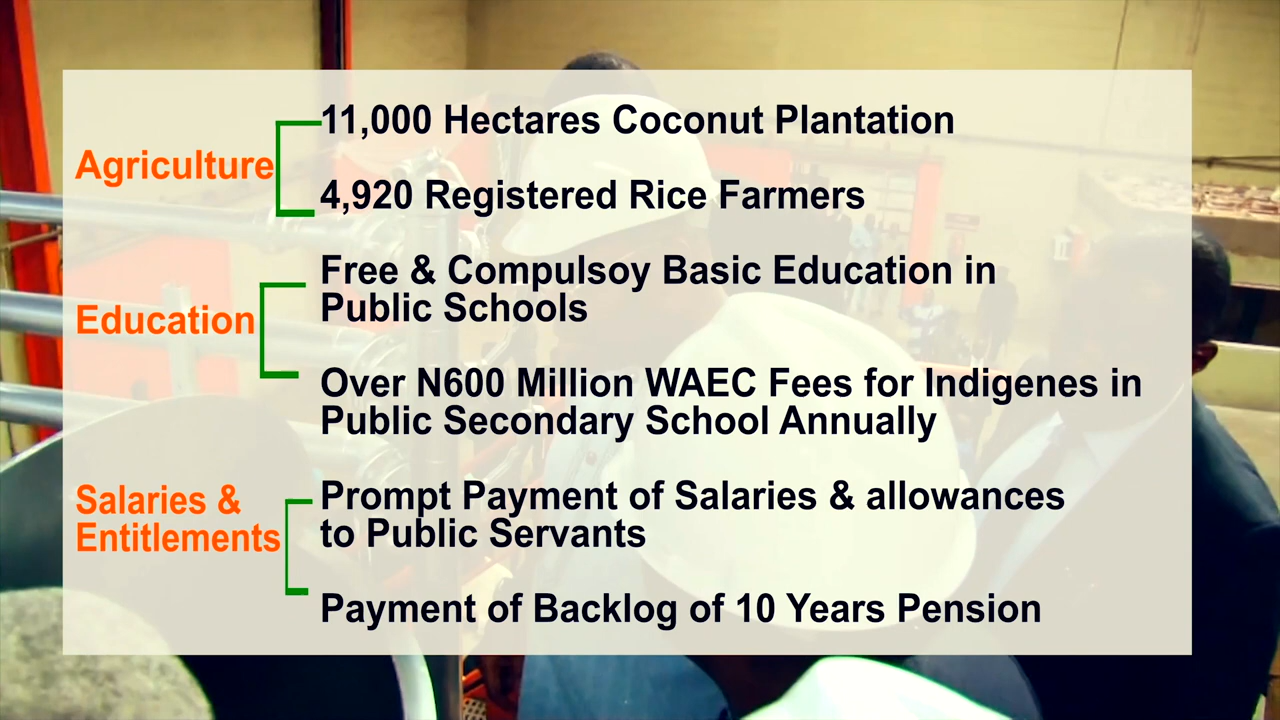 Agriculture
11,000 Hectares Coconut Plantation
4,920 Registered Rice Farmers
Education
Free & Compulsoy Basic Education in
Public Schools
Over N600 Million WAEC Fees for Indigenes in
Public Secondary School Annually
Salaries &
Entitlements
Prompt Payment of Salaries & allowances
to Public Servants
Payment of Backlog of 10 Years Pension